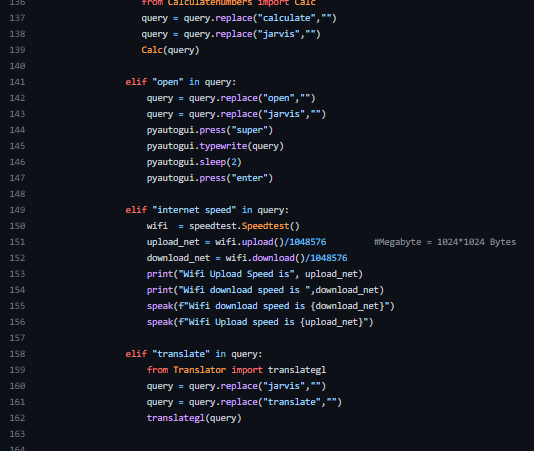 136 from CalculateNumbers import Calc
137 query = query.replace("calculate","")
138 query = query.replace("jarvis","")
139 Calc(query)
140
141 elif "open" in query:
142 query = query.replace("open","")
143 query = query.replace("jarvis","")
144 pyautogui.press("super")
145 pyautogui.typewrite(query)
146 pyautogui.sleep(2)
147 pyautogui.press("enter")
148
149 elif "internet speed" in query:
150 wifi  = speedtest.Speedtest()
151 upload_net = wifi.upload()/1048576 #Megabyte = 1024*1024 Bytes
152 download_net = wifi.download()/1048576
153 print("Wifi Upload Speed is", upload_net)
154 print("Wifi download speed is ",download_net)
155 speak(f"Wifi download speed is {download_net}")
156 speak(f"Wifi Upload speed is {upload_net}")
157
158 elif "translate" in query:
159 from Translator import translategl
160 query = query.replace("jarvis","")
161 query = query.replace("translate","")
162 translategl(query)
163
164